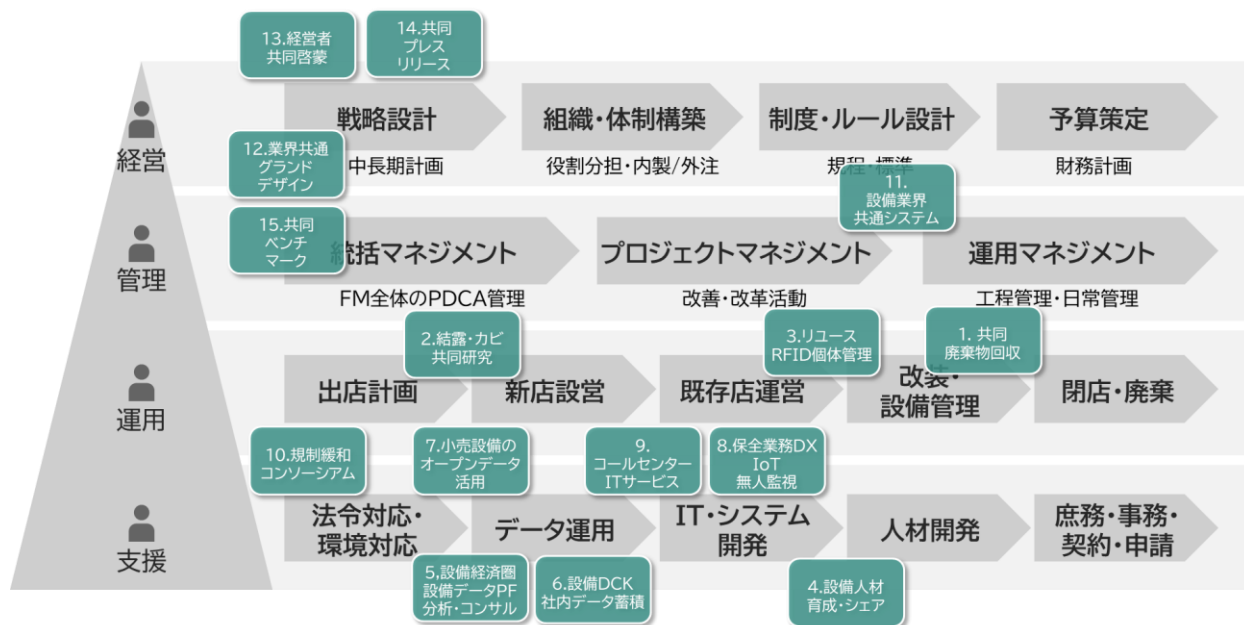 13.経営者
共同啓蒙
14.共同
プレス
リリース
経営
戦略設計
組織・体制構築
制度・ルール設計
予算策定
12.業界共通
グランド
デザイン
中長期計画
役割分担・内製/外注
規程・標準
財務計画
11.
設備業界
共通システム
15.共同
ベンチ
マーク
管理
統括マネジメント
プロジェクトマネジメント
運用マネジメント
FM全体のPDCA管理
改善・改革活動
工程管理・日常管理
2.結露・カビ
共同研究
3.リユース
RFID個体管理
1. 共同
廃棄物回収
運用
出店計画
新店設営
既存店運営
改装・
設備管理
閉店・廃棄
10.規制緩和
コンソーシアム
7.小売設備の
オープンデータ
活用
9.
コールセンター
ITサービス
8.保全業務DX
IoT
無人監視
支援
法令対応・
環境対応
データ運用
IT・システム
開発
人材開発
庶務・事務・
契約・申請
5,設備経済圏
設備データPF
分析・コンサル
6.設備DCK
社内データ蓄積
4.設備人材
育成・シェア